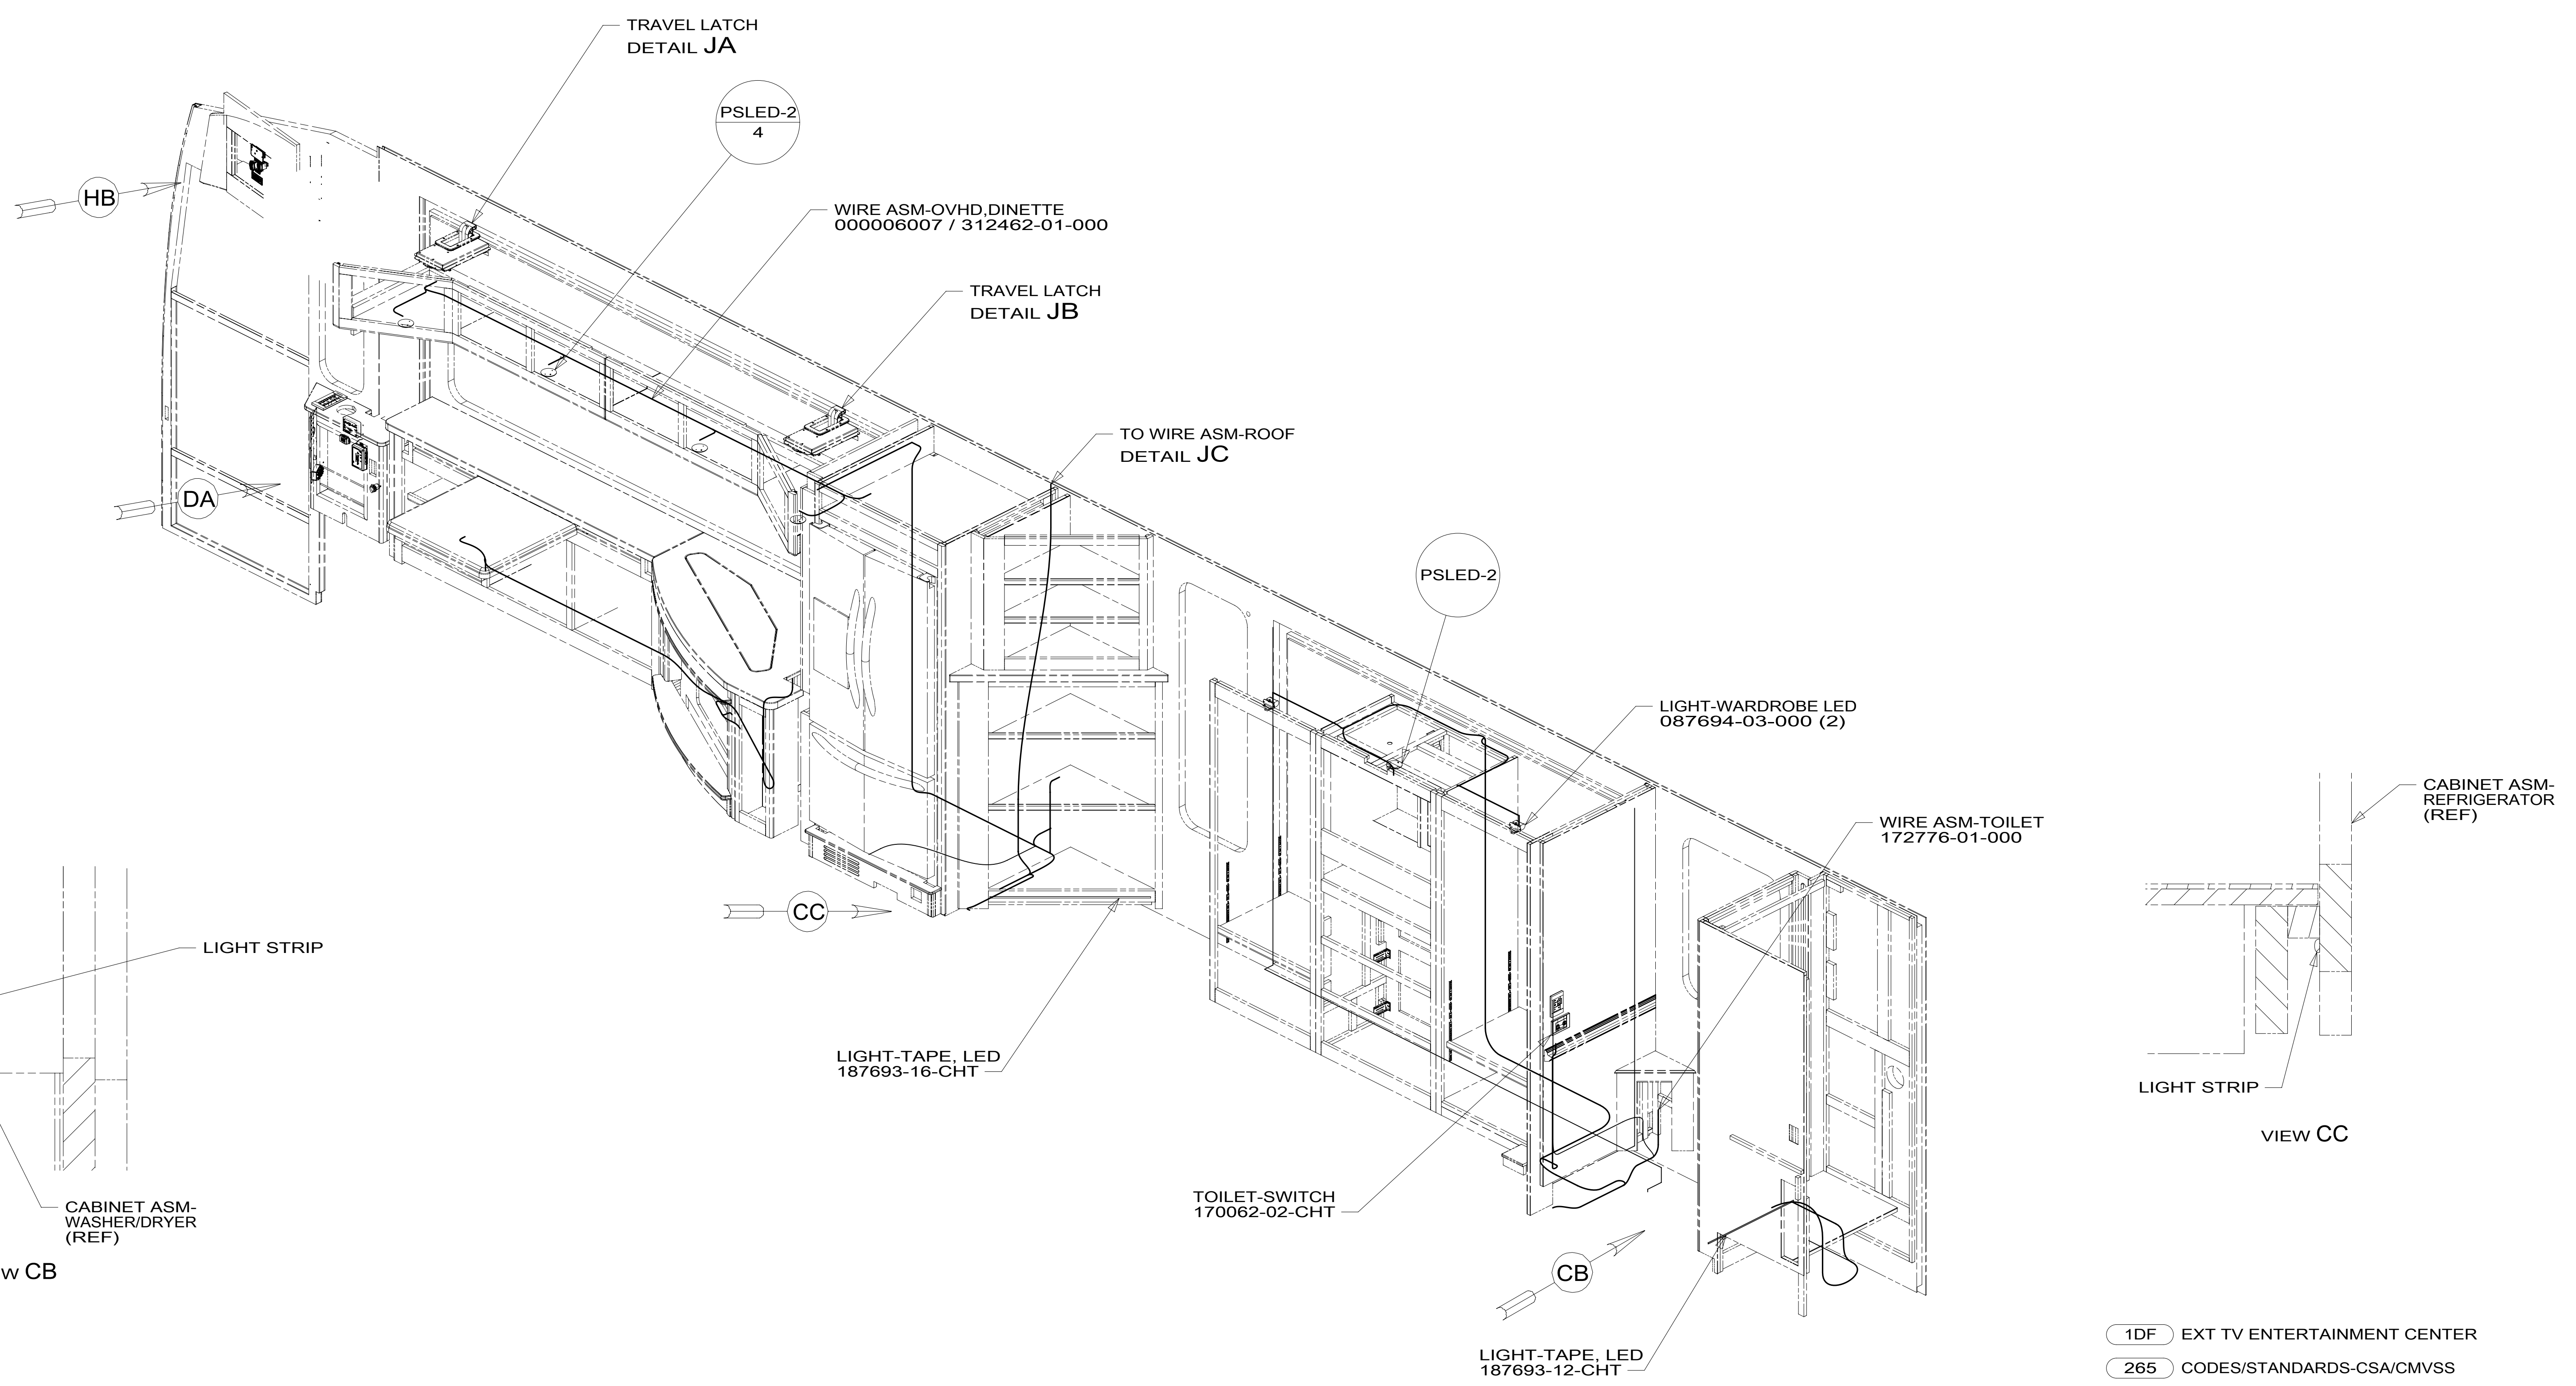 TRAVEL LATCH
DETAIL JA
PSLED-2
4
HB
WIRE ASM-OVHD,DINETTE
000006007 / 312462-01-000
TRAVEL LATCH
DETAIL JB
TO WIRE ASM-ROOF
DETAIL JC
DA
PSLED-2
LIGHT-WARDROBE LED
087694-03-000 (2)
CABINET ASM-
REFRIGERATOR
(REF)
WIRE ASM-TOILET
172776-01-000
CC
LIGHT STRIP
LIGHT-TAPE, LED
187693-16-CHT
LIGHT STRIP
VIEW CC
TOILET-SWITCH
170062-02-CHT
CABINET ASM-
WASHER/DRYER
(REF)
W CB
CB
1DF EXT TV ENTERTAINMENT CENTER
LIGHT-TAPE, LED
187693-12-CHT
265 CODES/STANDARDS-CSA/CMVSS